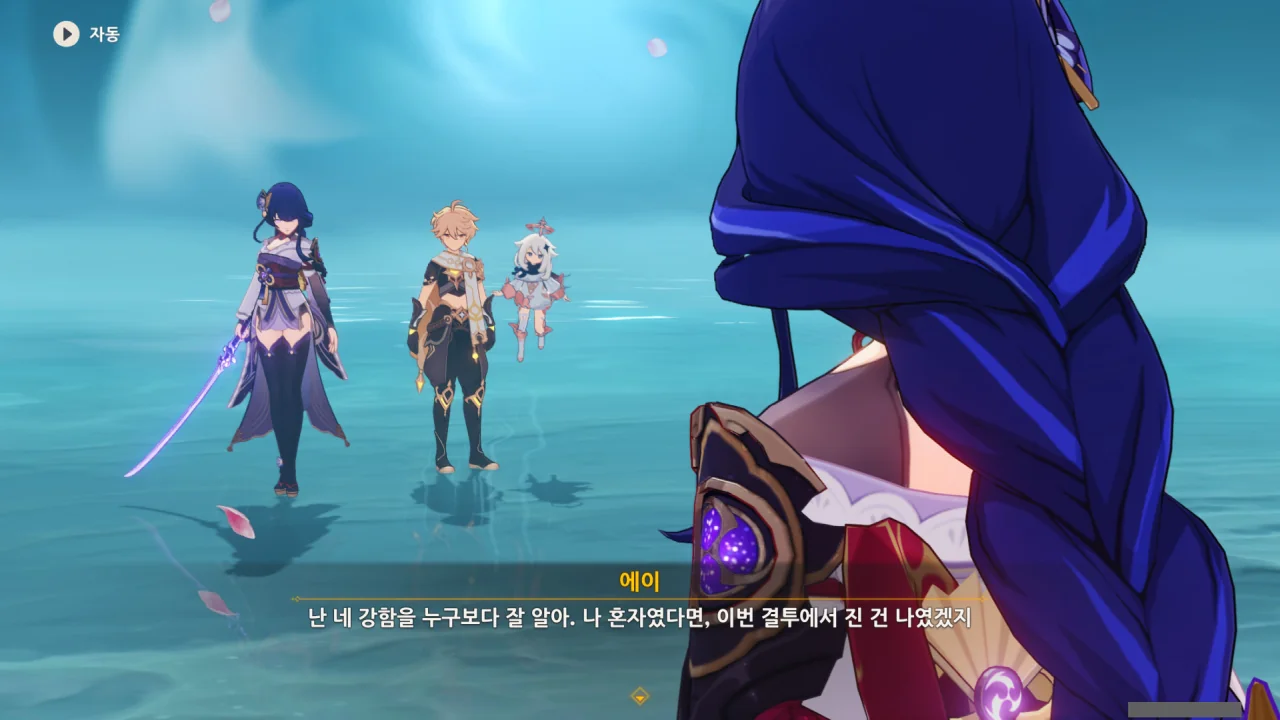 자동
에이
난 네 강함을 누구보다 잘 알아. 나 혼자였다면, 이번 결투에서 진 건 나였겠지